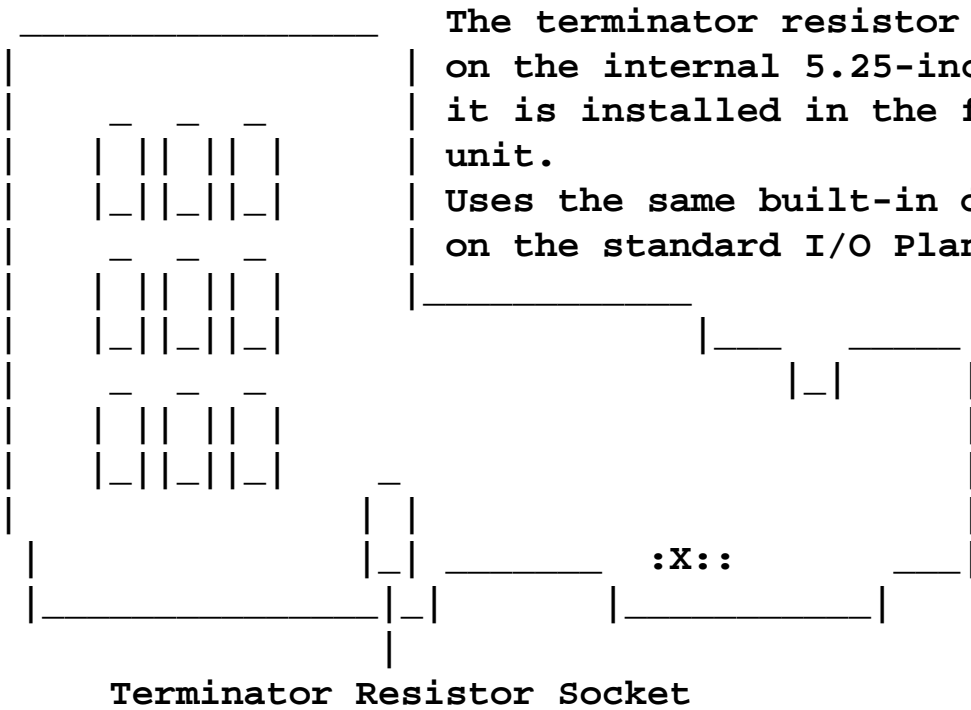 The terminator resistor
on the internal 5.25-inc
it is installed in the f
unit.
Uses the same built-in
on the standard I/O Plan
:X::
Terminator Resistor Socket